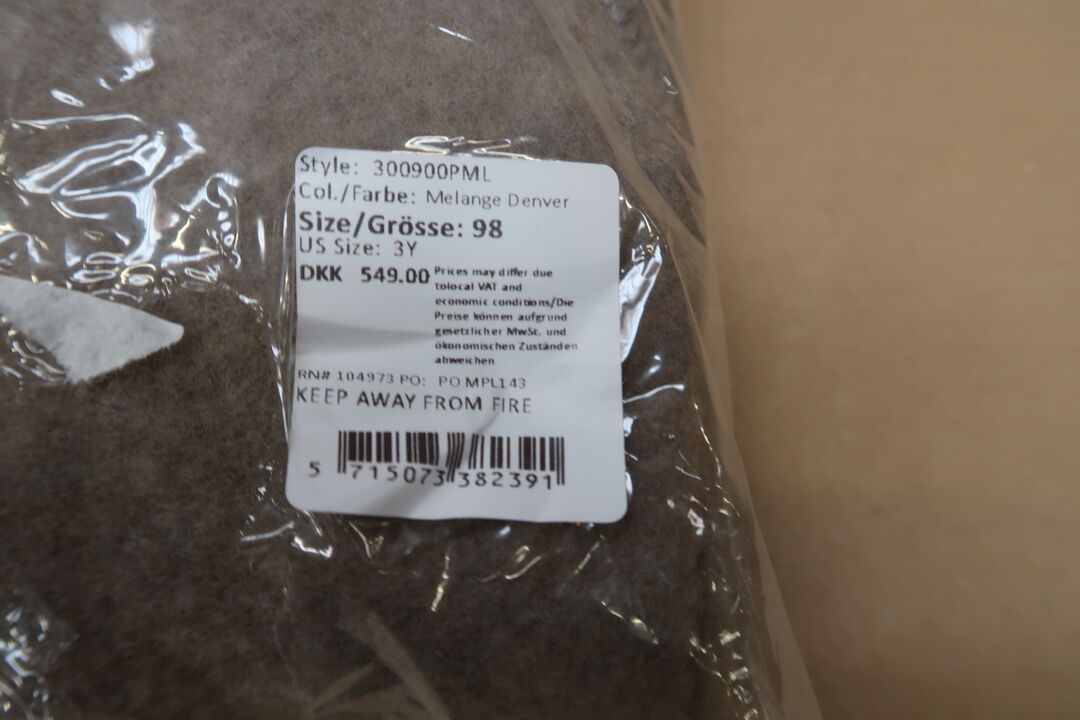 Style: 300900PML
Col./Farbe: Melange Denver
Size/Grösse: 98
US Size: 3Y
DKK 549.00
Prices may differ due
tolocal VAT and
economic conditions/Die
Preise können aufgrund
gesetzlicher MwSt. und
ökonomischen Zuständen
abweichen
RN# 104973 PO: PO MPL143
KEEP AWAY FROM FIRE
5 715073 382391